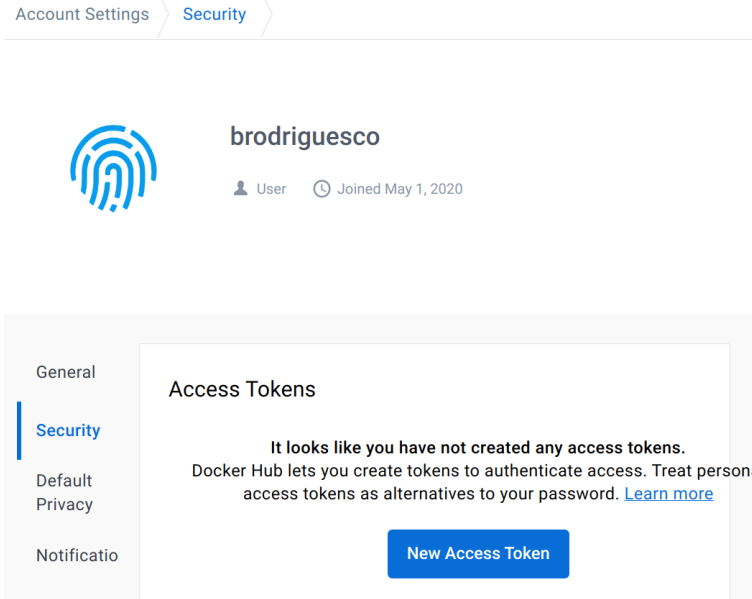 Account Settings Security
brodriguesco
User Joined May 1, 2020
General
Security
Default
Privacy
Notificatio
Access Tokens
It looks like you have not created any access tokens.
Docker Hub lets you create tokens to authenticate access. Treat persona
access tokens as alternatives to your password. Learn more
New Access Token